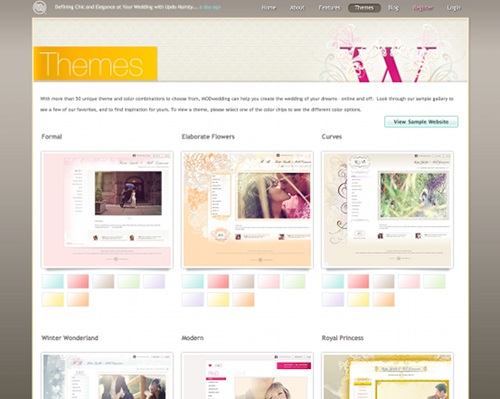 Defining Chic and Elegance at Your Wedding with Updo Hairsty... a day ago
Home About Features Themes Blog Register Login
Themes
W
With more than 50 unique theme and color combinations to choose from, MODwedding can help you create the wedding of your dreams - online and off. Look through our sample gallery to
see a few of our favorites, and to find inspiration for yours. To view a theme, please select one of the color chips to see the different color options.
View Sample Website
Formal Elaborate Flowers Curves
Winter Wonderland Modern Royal Princess